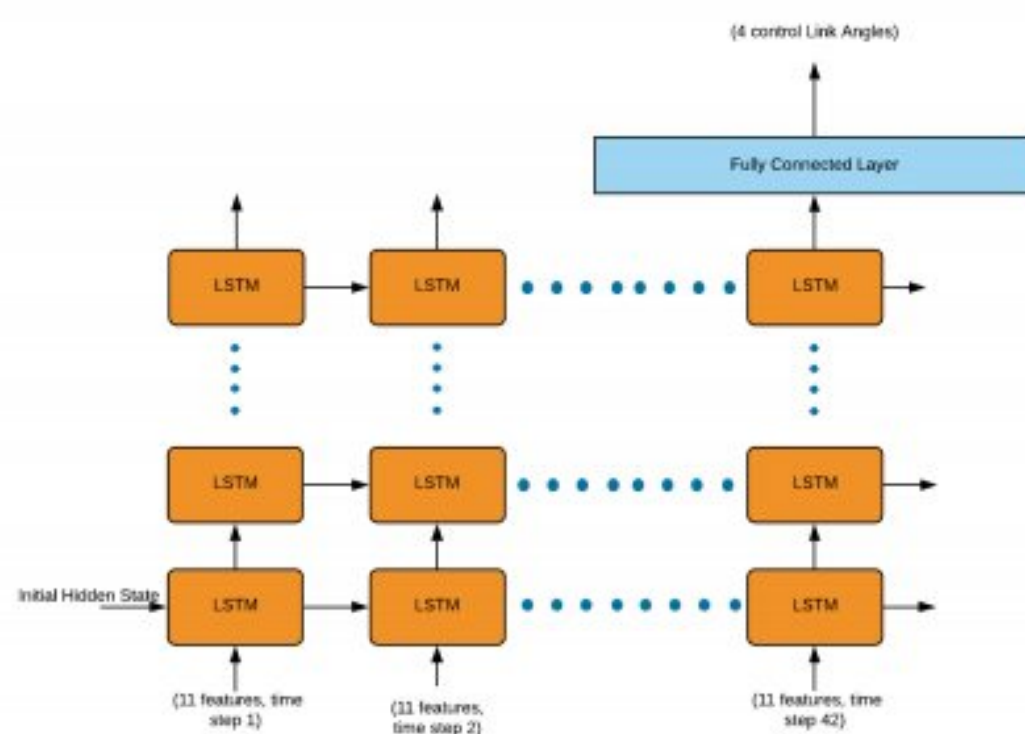 (4 control Link Angles)
Fully Connected Layer
LSTM
LSTM
LSTM
LSTM
LSTM
LSTM
Initial Hidden State
LSTM
LSTM
LSTM
(11 features, time
step 1)
(11 features,
time step 2)
(11 features, time
step 42)